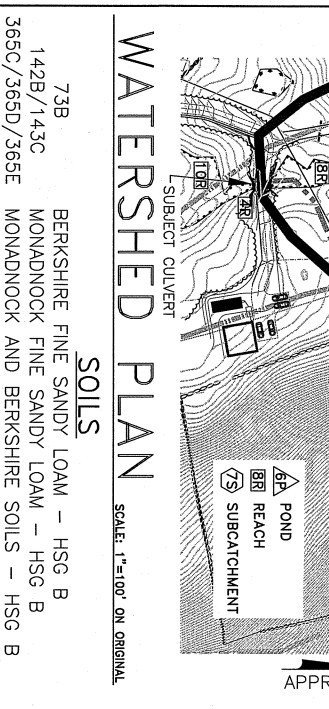 8R
10R
4R
SUBJECT CULVERT
6P POND
8R REACH
7S SUBCATCHMENT
APPR
WATERSHED PLAN
SCALE: 1"=100' ON ORIGINAL
SOILS
73B BERKSHIRE FINE SANDY LOAM - HSG B
142B/143C MONADNOCK FINE SANDY LOAM - HSG B
365C/365D/365E MONADNOCK AND BERKSHIRE SOILS - HSG B